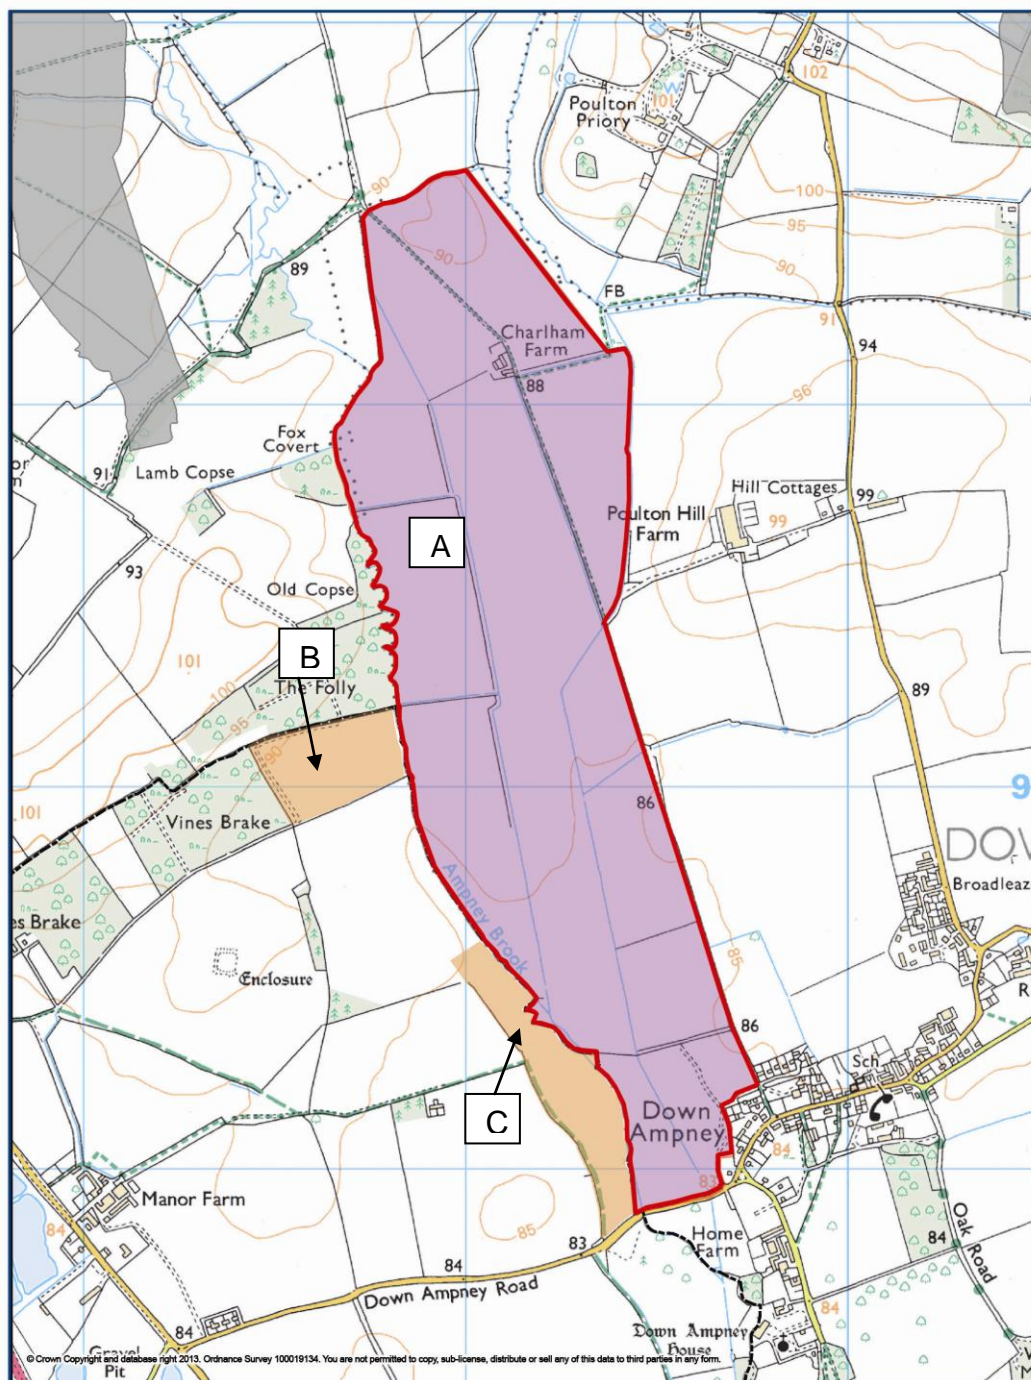 102
Poulton
Priory
101
90
100
95
90
89
90
FB
91
94
Charlham
Farm
88
96
Fox
Covert
91
Lamb Copse
Hill Cottages
99
Poulton Hill
Farm
99
A
93
Old Copse
B
101
The Folly
100
95
90
89
86
9
101
Vines Brake
DOW
Broadleaz
Ampney Brook
es Brake
Enclosure
85
R
86
Sch
C
Down
Ampney
84
83
Manor Farm
84
85
Oak Road
Home
Farm
84
83
84
Down Ampney Road
84
84
Down Ampney
House
Gravel
Pit
© Crown Copyright and database right 2013. Ordnance Survey 100019134. You are not permitted to copy, sub-license, distribute or sell any of this data to third parties in any form.